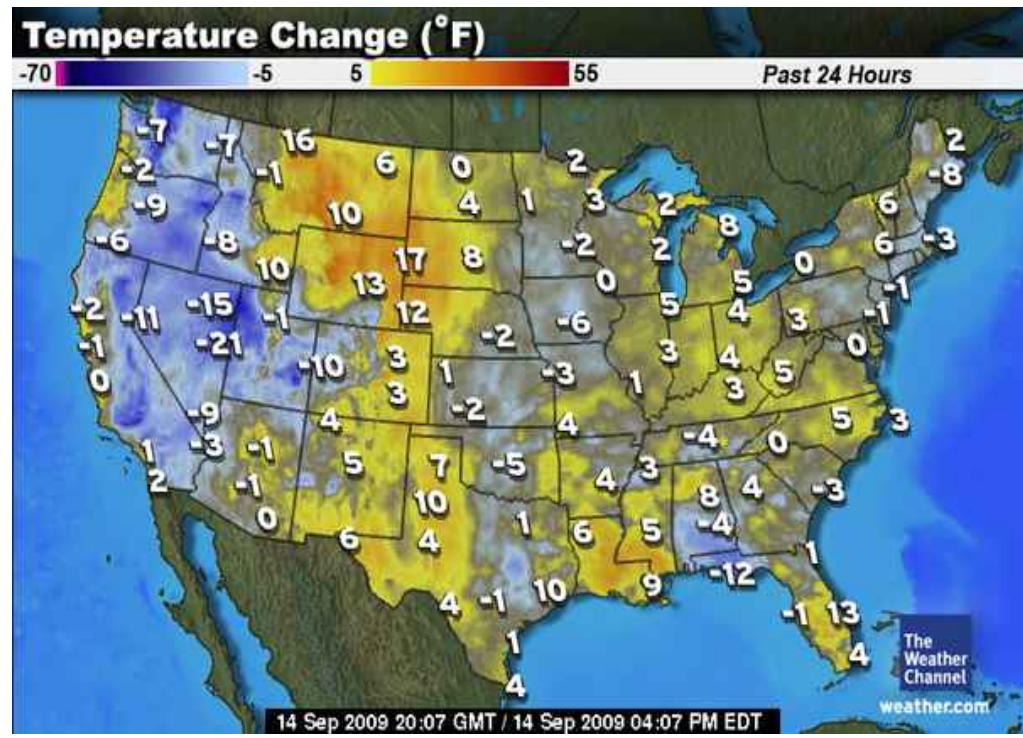 Temperature Change (°F)
-70 -5 5 55 Past 24 Hours
-7 -7 16 6 0 2 2
-2 -1 -8
-9 10 4 1 3 2 8 6
-6 -8 10 17 8 -2 2 0 6 -3
13 0 5 5 -1
-2 -11 -15 -1 12 -2 -6 4 3 -1
-1 -21 -10 3 1 -3 3 4 5 0
0 3 1 3
-9 4 -2 4 5 3
1 -3 -1 5 7 -5 4 3 -4 0
2 -1 10 8 4 -3
0 6 4 1 6 5 -4 1
4 -1 10 9 -12 -1 13
1 4
4
The
Weather
Channel
weather.com
14 Sep 2009 20:07 GMT / 14 Sep 2009 04:07 PM EDT